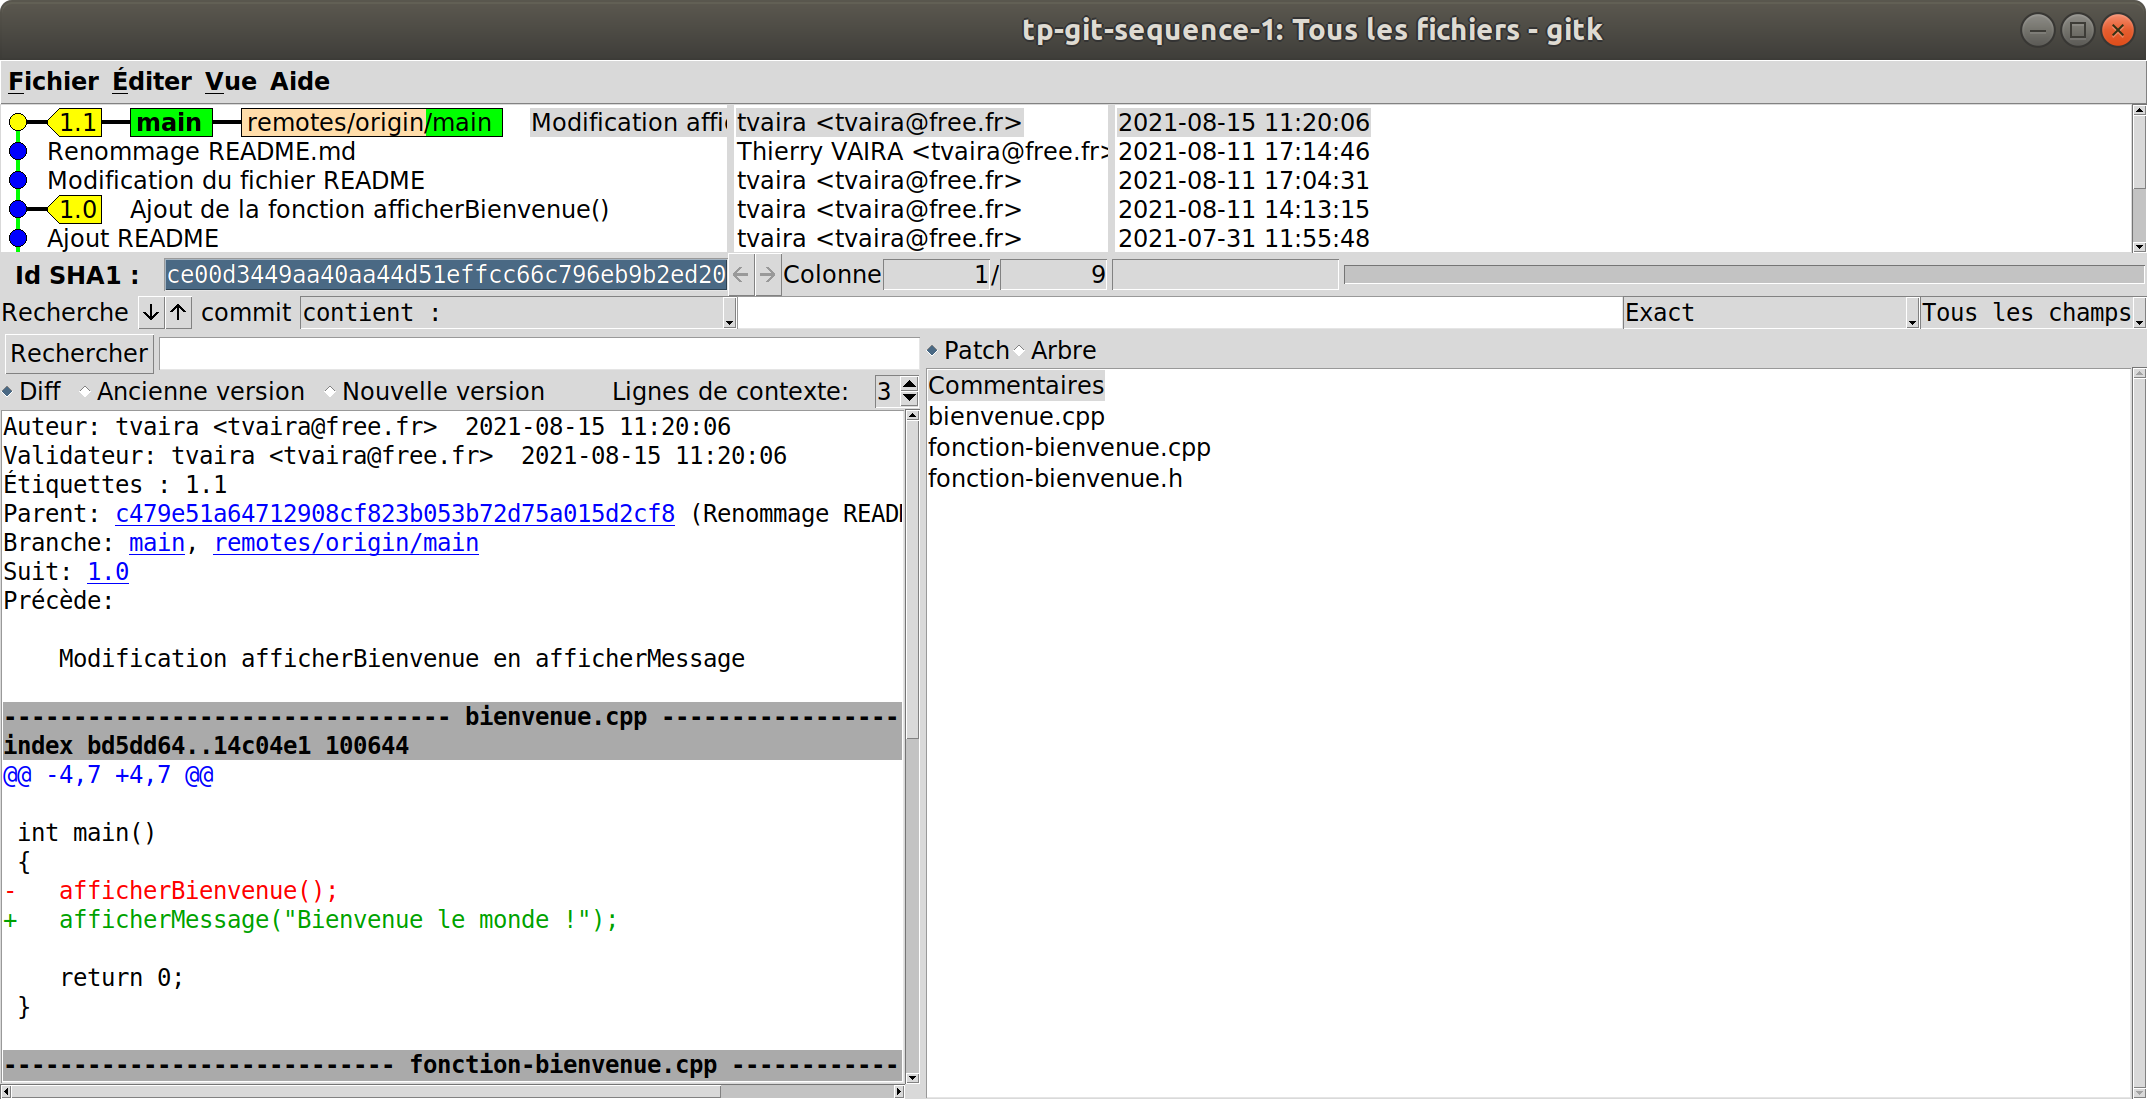 tp-git-sequence-1: Tous les fichiers - gitk
Fichier Éditer Vue Aide
1.1 main remotes/origin/main Modification affi tvaira <tvaira@free.fr> 2021-08-15 11:20:06
Renommage README.md Thierry VAIRA <tvaira@free.fr> 2021-08-11 17:14:46
Modification du fichier README tvaira <tvaira@free.fr> 2021-08-11 17:04:31
1.0 Ajout de la fonction afficherBienvenue() tvaira <tvaira@free.fr> 2021-08-11 14:13:15
Ajout README tvaira <tvaira@free.fr> 2021-07-31 11:55:48
Id SHA1 : ce00d3449aa40aa44d51effcc66c796eb9b2ed20 Colonne 1/ 9
Recherche commit contient : Exact Tous les champs
Rechercher
Diff Ancienne version Nouvelle version Lignes de contexte: 3
Auteur: tvaira <tvaira@free.fr> 2021-08-15 11:20:06
Validateur: tvaira <tvaira@free.fr> 2021-08-15 11:20:06
Étiquettes : 1.1
Parent: c479e51a64712908cf823b053b72d75a015d2cf8 (Renommage READ
Branche: main, remotes/origin/main
Suit: 1.0
Précède:
Modification afficherBienvenue en afficherMessage
------------------------------- bienvenue.cpp -----------------
index bd5dd64..14c04e1 100644
@@ -4,7 +4,7 @@
int main()
{
- afficherBienvenue();
+ afficherMessage("Bienvenue le monde !");
return 0;
}
---------------------------- fonction-bienvenue.cpp ------------
Patch Arbre
Commentaires
bienvenue.cpp
fonction-bienvenue.cpp
fonction-bienvenue.h